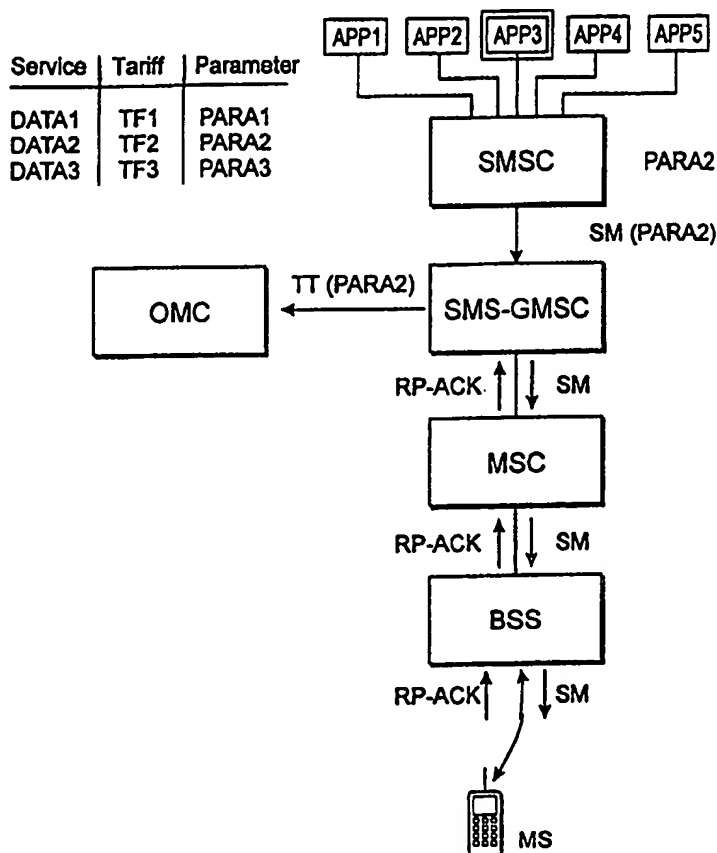 APP1 APP2 APP3 APP4 APP5
Service Tariff Parameter
DATA1 TF1 PARA1
DATA2 TF2 PARA2
DATA3 TF3 PARA3
SMSC
PARA2
SM (PARA2)
TT (PARA2)
OMC
SMS-GMSC
RP-ACK SM
MSC
RP-ACK SM
BSS
RP-ACK SM
MS